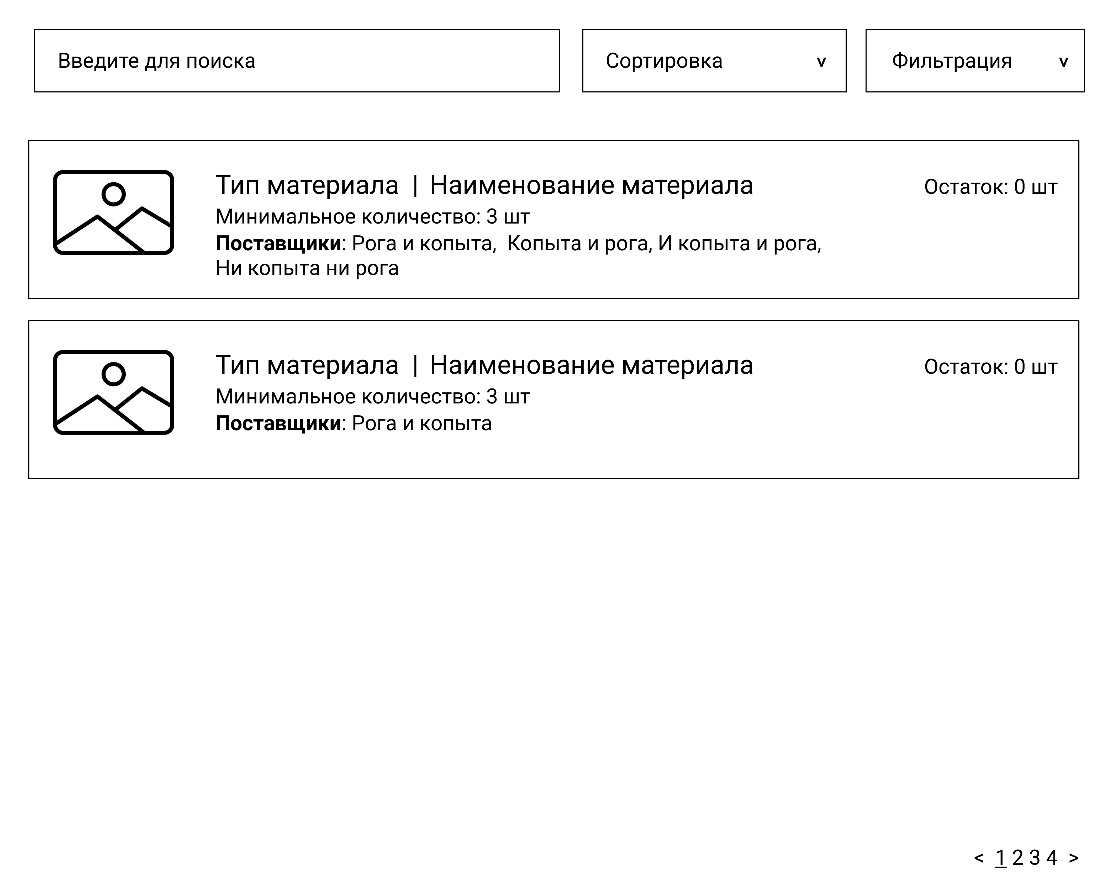 Введите для поиска
Сортировка v
Фильтрация v
Тип материала | Наименование материала
Остаток: 0 шт
Минимальное количество: 3 шт
Поставщики: Рога и копыта, Копыта и рога, И копыта и рога,
Ни копыта ни рога
Тип материала | Наименование материала
Остаток: 0 шт
Минимальное количество: 3 шт
Поставщики: Рога и копыта
< 1 2 3 4 >